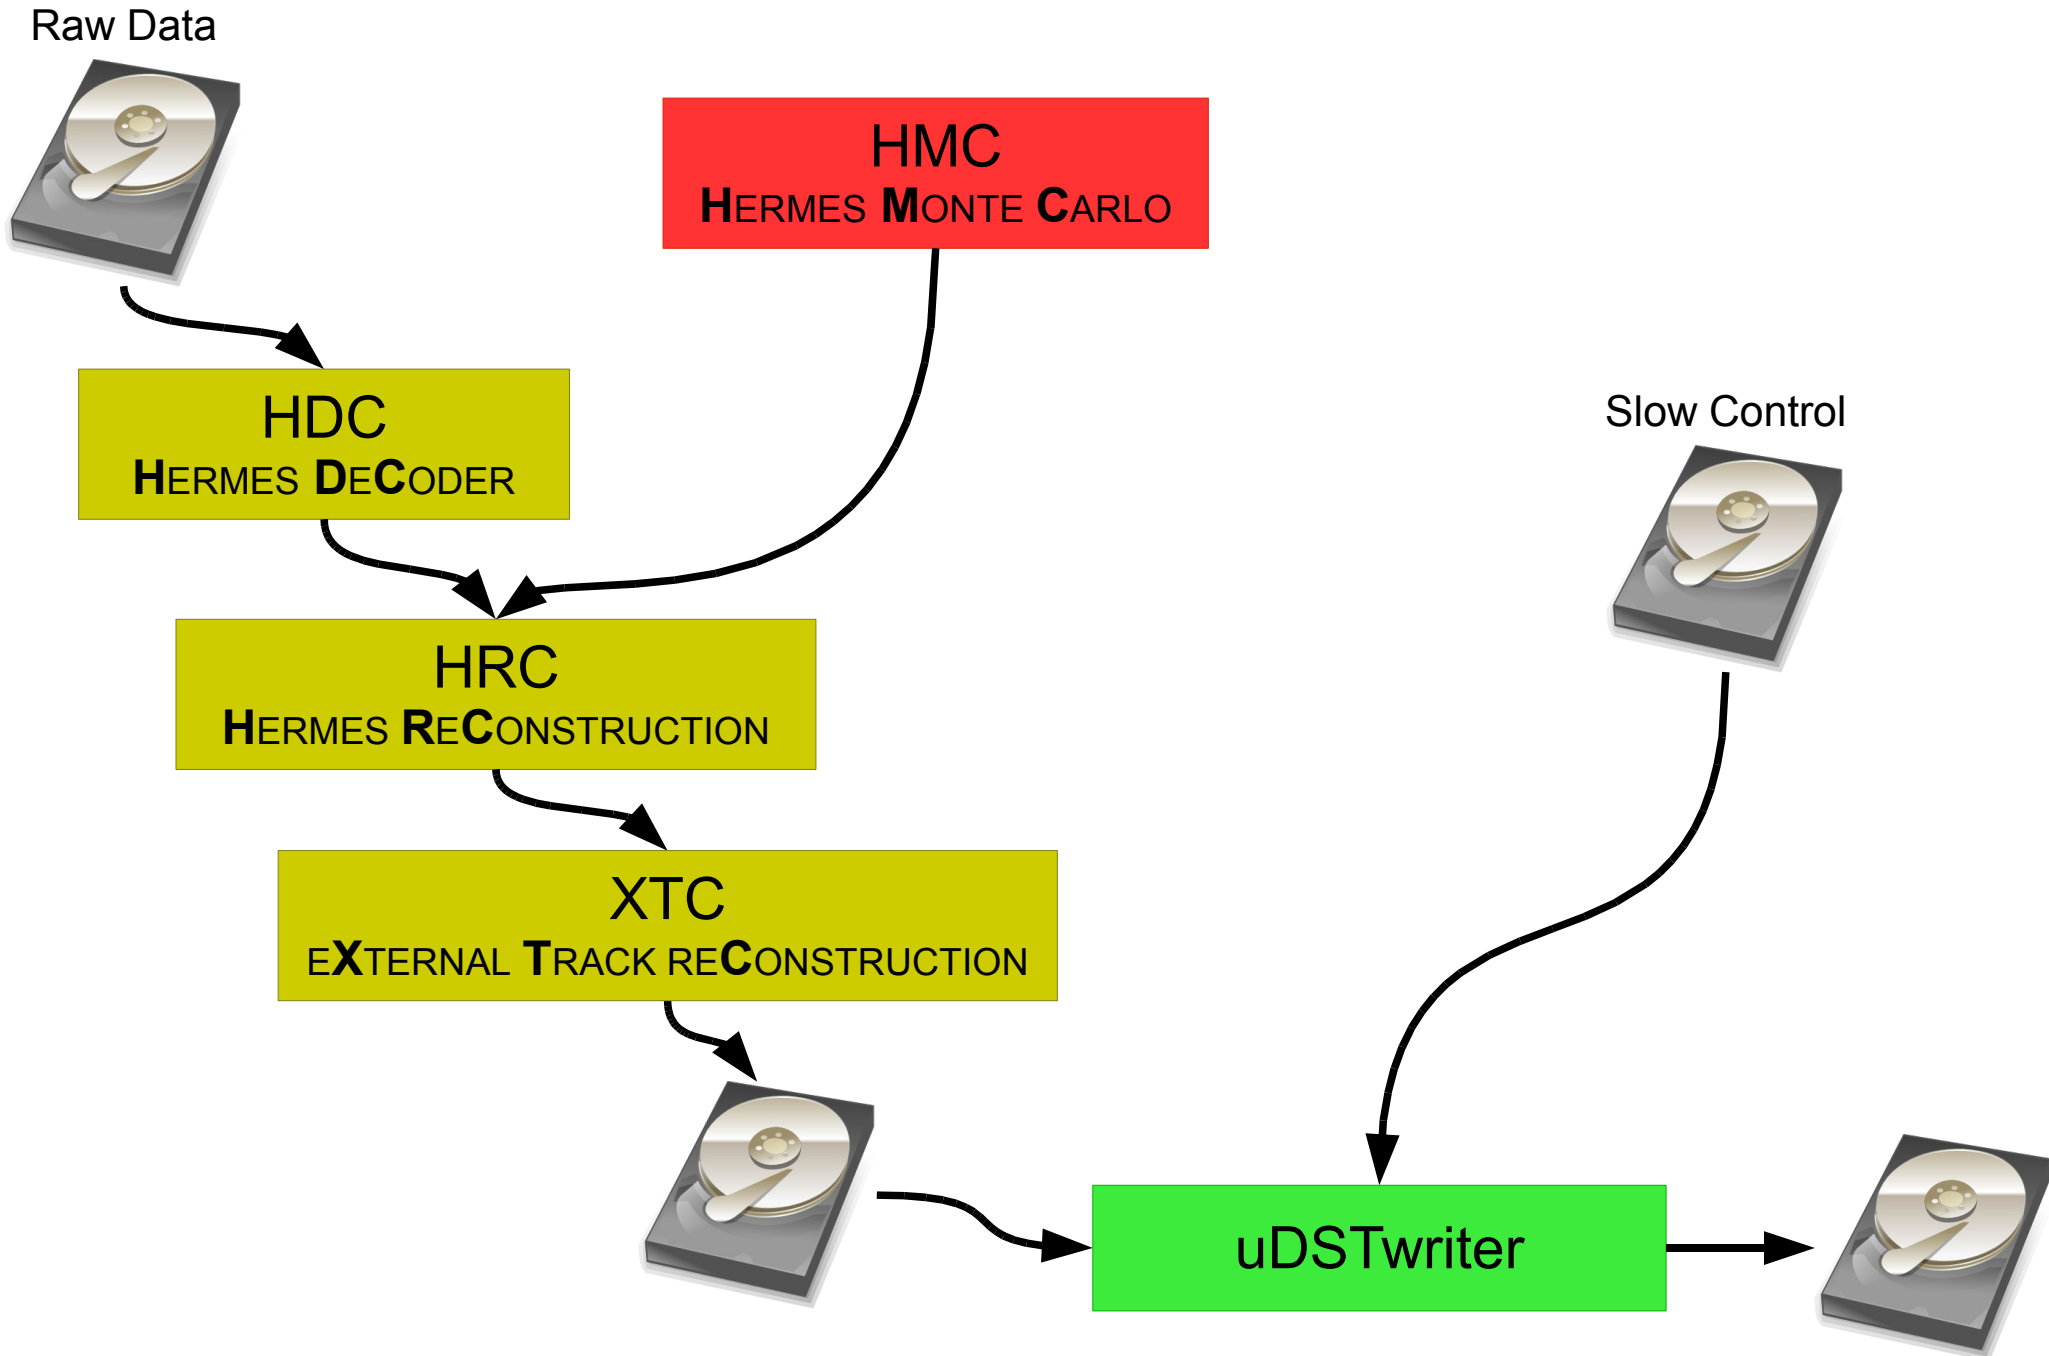 Raw Data
HMC
HERMES MONTE CARLO
HDC
HERMES DECODER
Slow Control
HRC
HERMES RECONSTRUCTION
XTC
EXTERNAL TRACK RECONSTRUCTION
uDSTwriter